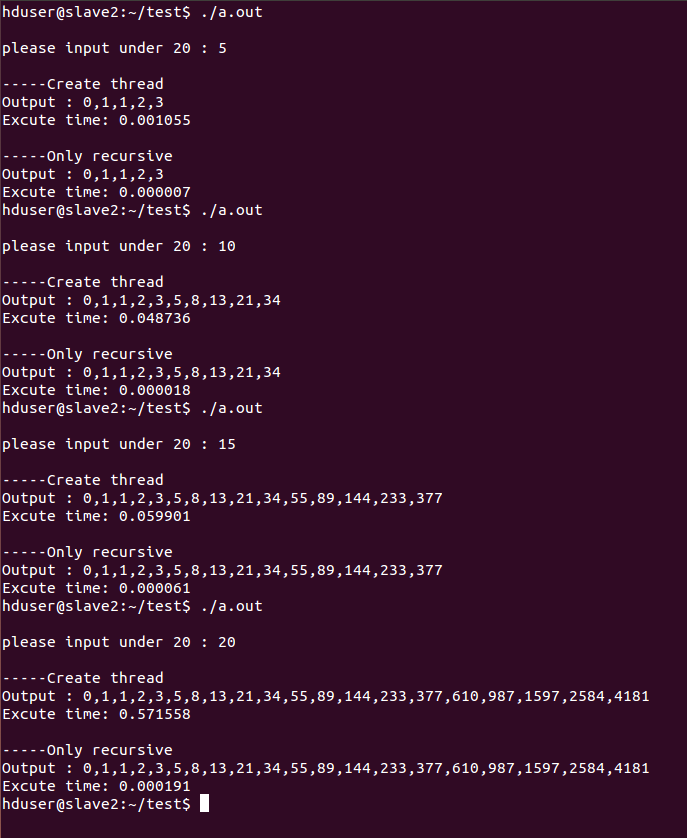 hduser@slave2:~/test$ ./a.out
please input under 20 : 5
-----Create thread
Output : 0,1,1,2,3
Excute time: 0.001055
-----Only recursive
Output : 0,1,1,2,3
Excute time: 0.000007
hduser@slave2:~/test$ ./a.out
please input under 20 : 10
-----Create thread
Output : 0,1,1,2,3,5,8,13,21,34
Excute time: 0.048736
-----Only recursive
Output : 0,1,1,2,3,5,8,13,21,34
Excute time: 0.000018
hduser@slave2:~/test$ ./a.out
please input under 20 : 15
-----Create thread
Output : 0,1,1,2,3,5,8,13,21,34,55,89,144,233,377
Excute time: 0.059901
-----Only recursive
Output : 0,1,1,2,3,5,8,13,21,34,55,89,144,233,377
Excute time: 0.000061
hduser@slave2:~/test$ ./a.out
please input under 20 : 20
-----Create thread
Output : 0,1,1,2,3,5,8,13,21,34,55,89,144,233,377,610,987,1597,2584,4181
Excute time: 0.571558
-----Only recursive
Output : 0,1,1,2,3,5,8,13,21,34,55,89,144,233,377,610,987,1597,2584,4181
Excute time: 0.000191
hduser@slave2:~/test$